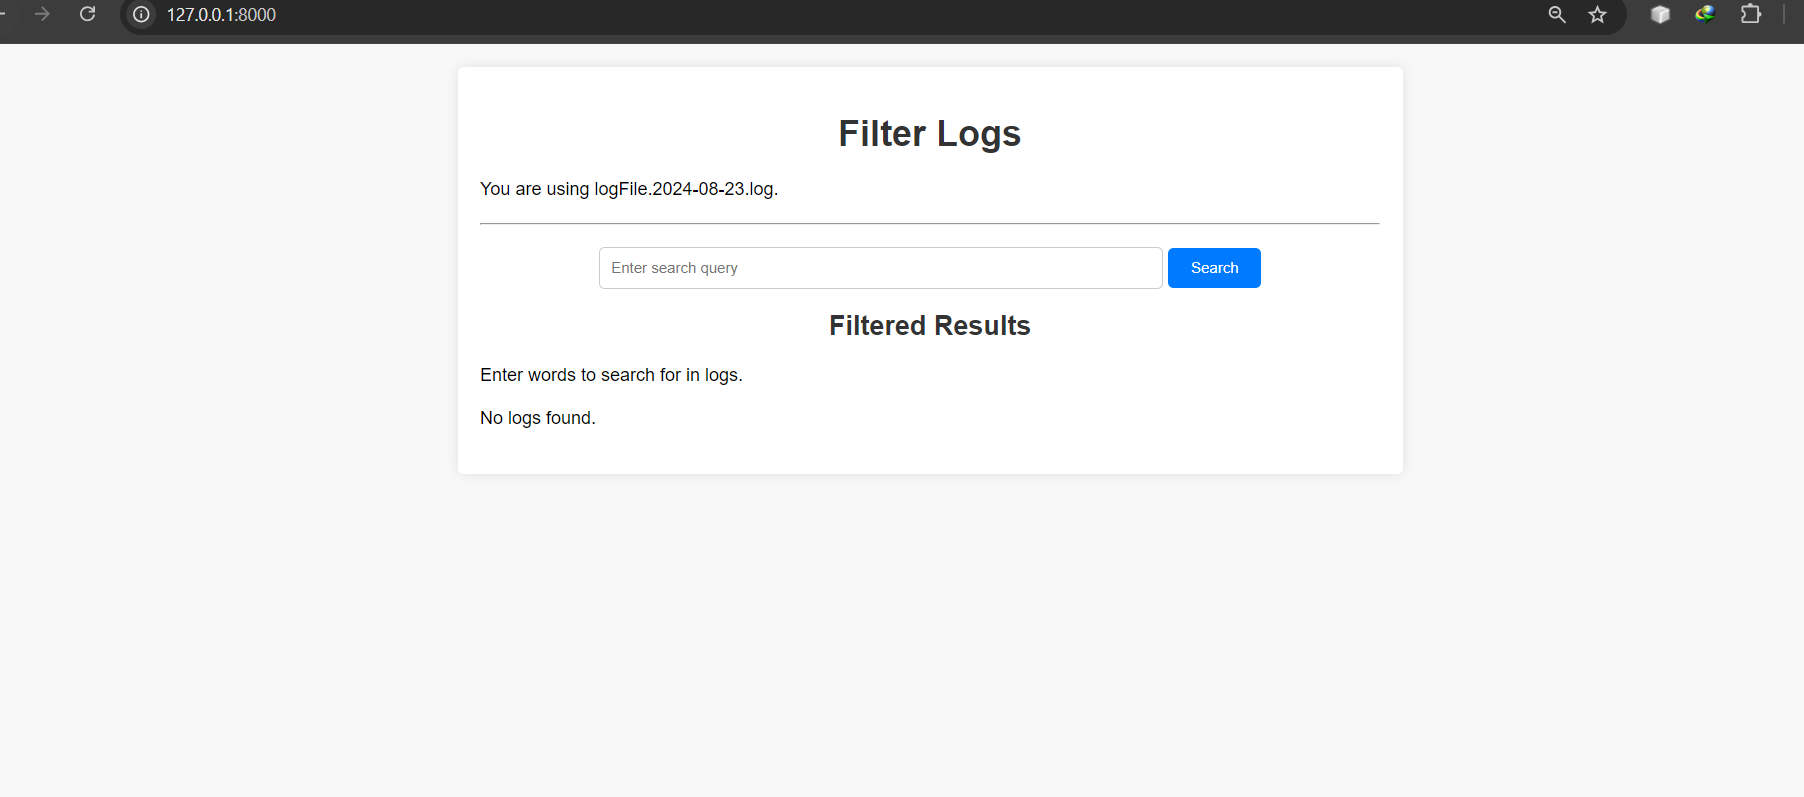 127.0.0.1:8000
Filter Logs
You are using logFile.2024-08-23.log.
Enter search query
Search
Filtered Results
Enter words to search for in logs.
No logs found.